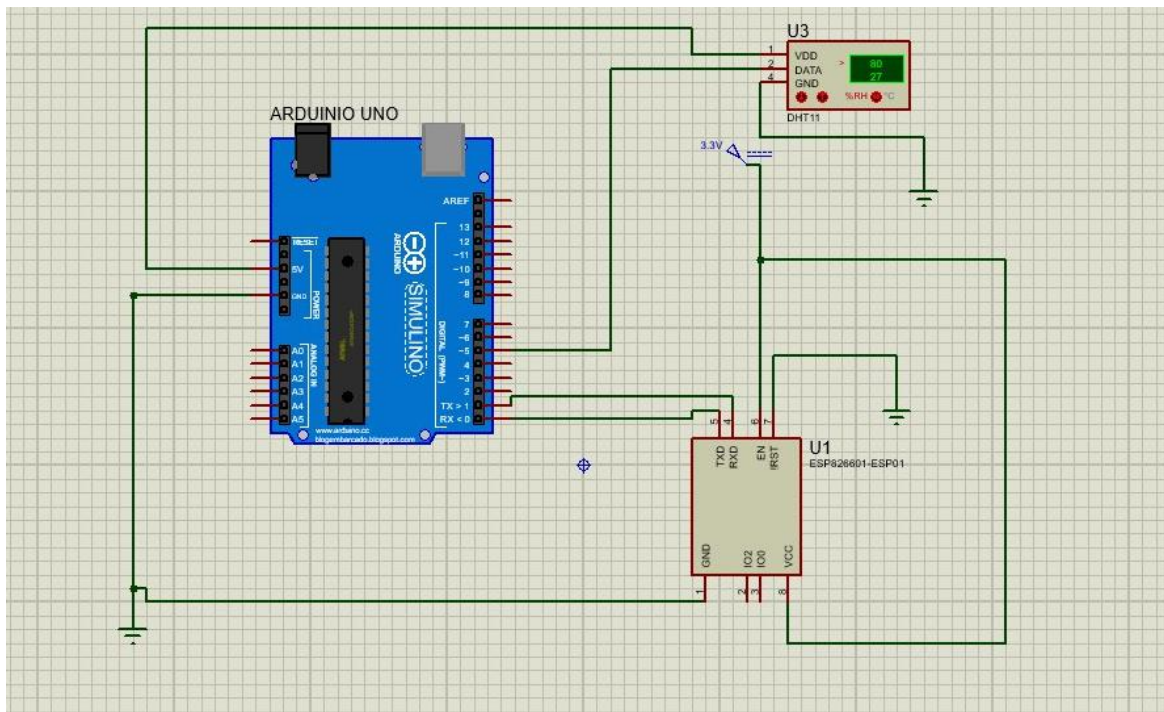 U3
1 VDD
2 DATA
4 GND
> 80
27
%RH °C
DHT11
ARDUINIO UNO
3.3V
AREF
13
12
~11
~10
~9
8
7
~6
~5
4
~3
2
TX > 1
RX < 0
DIGITAL (PWM~)
ARDUINO
SIMULINO
RESET
5V
GND
POWER
A0
A1
A2
A3
A4
A5
ANALOG IN
www.arduino.cc
blogembarcado.blogspot.com
5 TXD
4 RXD
6 EN
7 !RST
U1
ESP826601-ESP01
GND 1
IO2 2
IO0 3
VCC 8